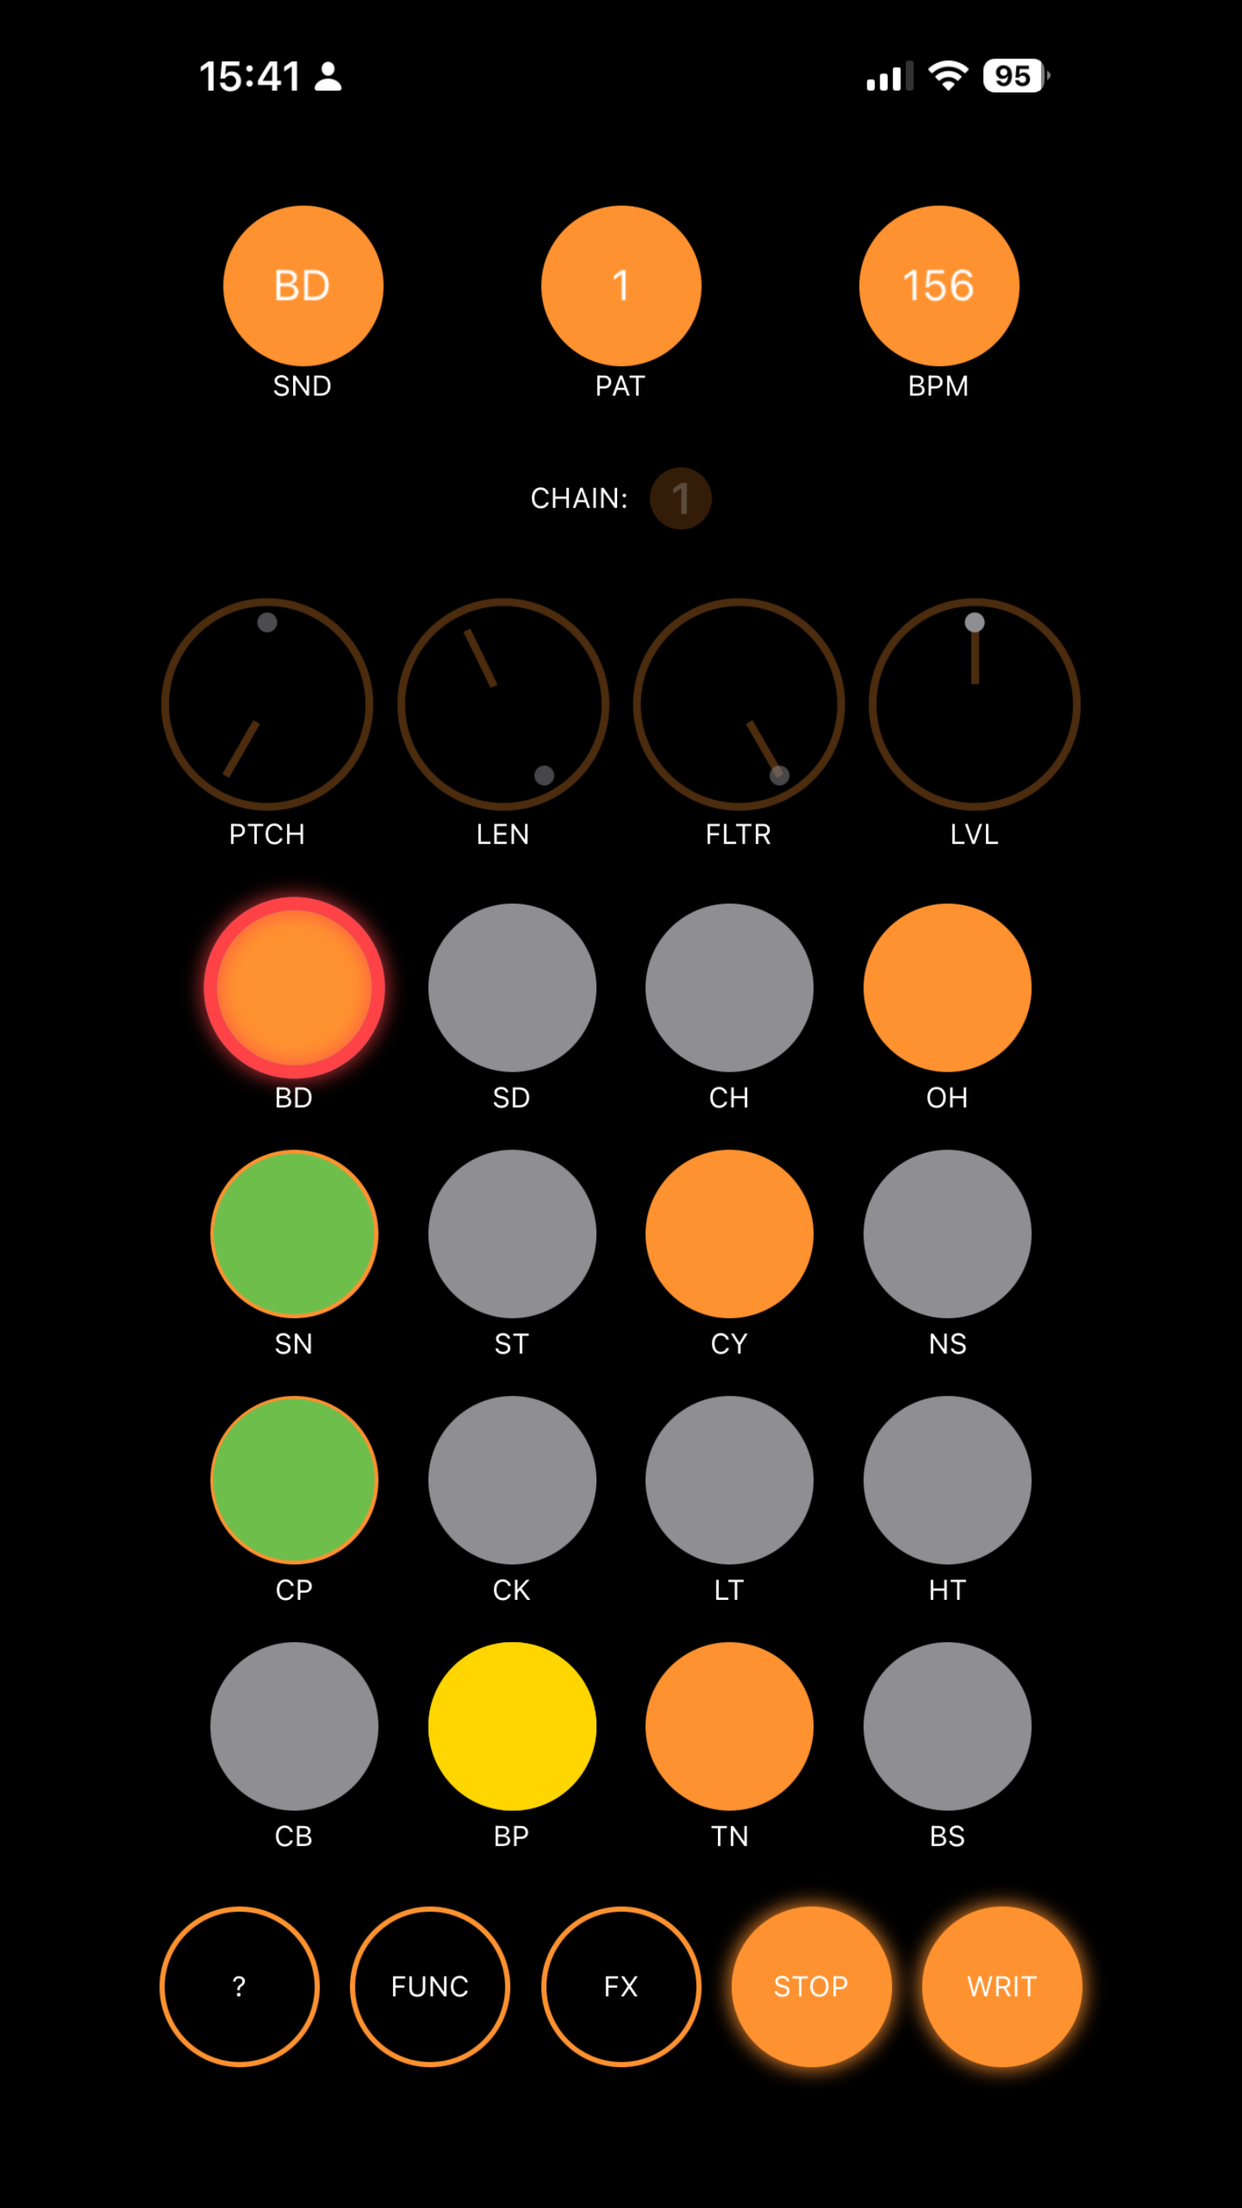 15:41 95
BD 1 156
SND PAT BPM
CHAIN: 1
PTCH LEN FLTR LVL
BD SD CH OH
SN ST CY NS
CP CK LT HT
CB BP TN BS
? FUNC FX STOP WRIT